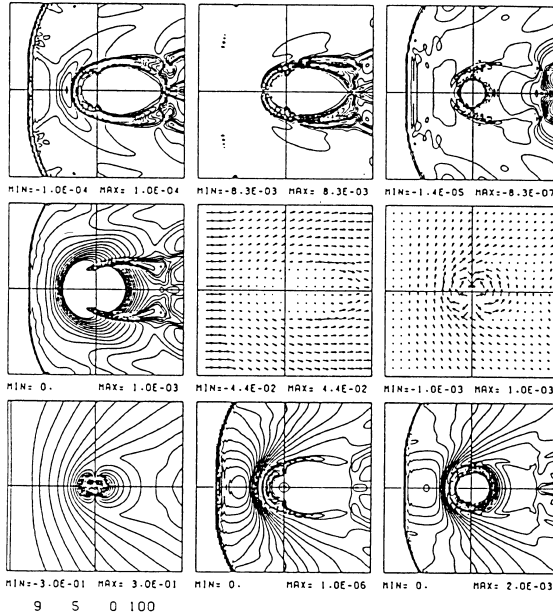 MIN=-1.0E-04 MAX= 1.0E-04 MIN=-8.3E-03 MAX= 8.3E-03 MIN=-1.4E-05 MAX=-8.3E-07
MIN= 0. MAX= 1.0E-03 MIN=-4.4E-02 MAX= 4.4E-02 MIN=-1.0E-03 MAX= 1.0E-03
MIN=-3.0E-01 MAX= 3.0E-01 MIN= 0. MAX= 1.0E-06 MIN= 0. MAX= 2.0E-03
9 5 0 100